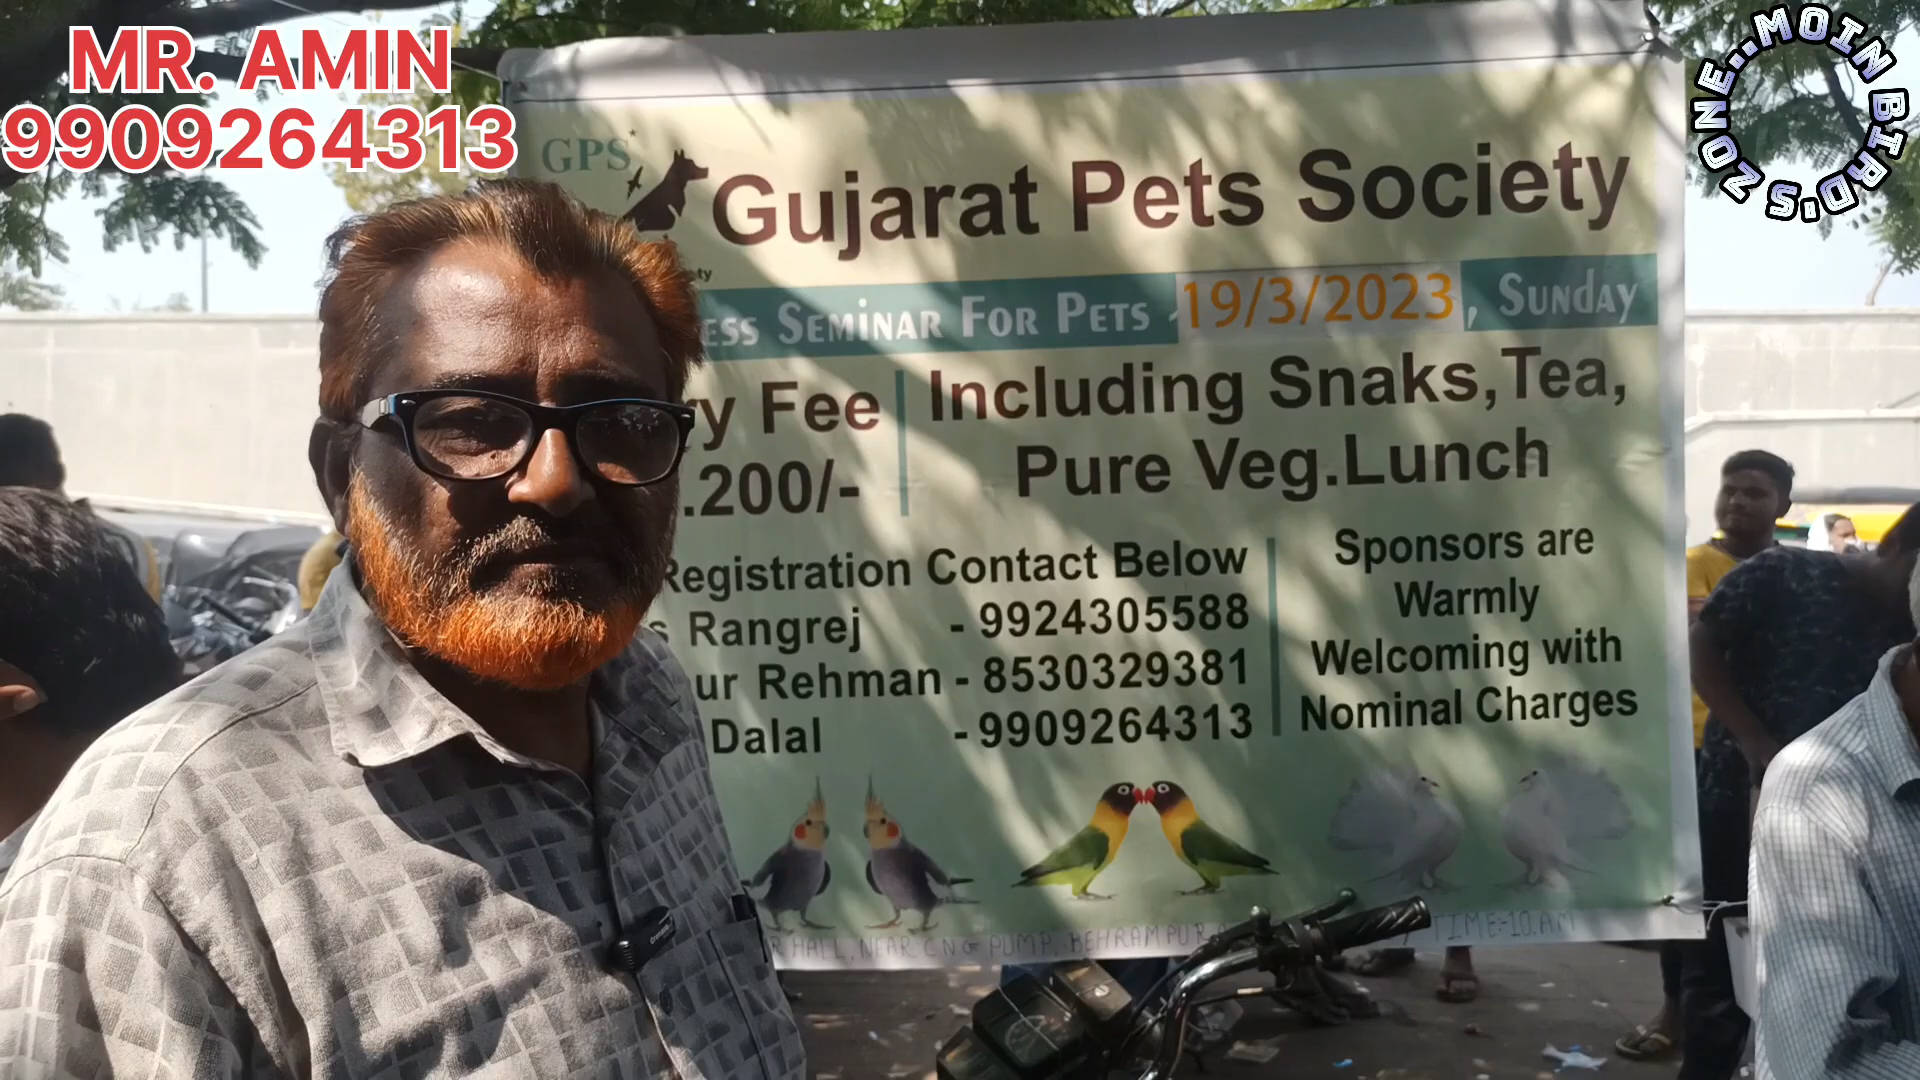 MR. AMIN
9909264313
MOIN BIRD'S ZONE..
GPS
Gujarat Pets Society
ess Seminar For Pets 19/3/2023, Sunday
ry Fee
.200/-
Including Snaks,Tea,
Pure Veg.Lunch
Registration Contact Below
s Rangrej - 9924305588
ur Rehman - 8530329381
Dalal - 9909264313
Sponsors are
Warmly
Welcoming with
Nominal Charges
R HALL, NEAR CNG PUMP, BEHRAMPURA
TIME:-10.AM